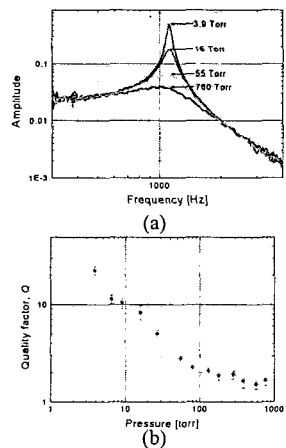 3.9 Torr
16 Torr
55 Torr
760 Torr
0.1
0.01
1E-3
Amplitude
1000
Frequency [Hz]
(a)
10
1
Quality factor, Q
1 10 100 1000
Pressure [torr]
(b)